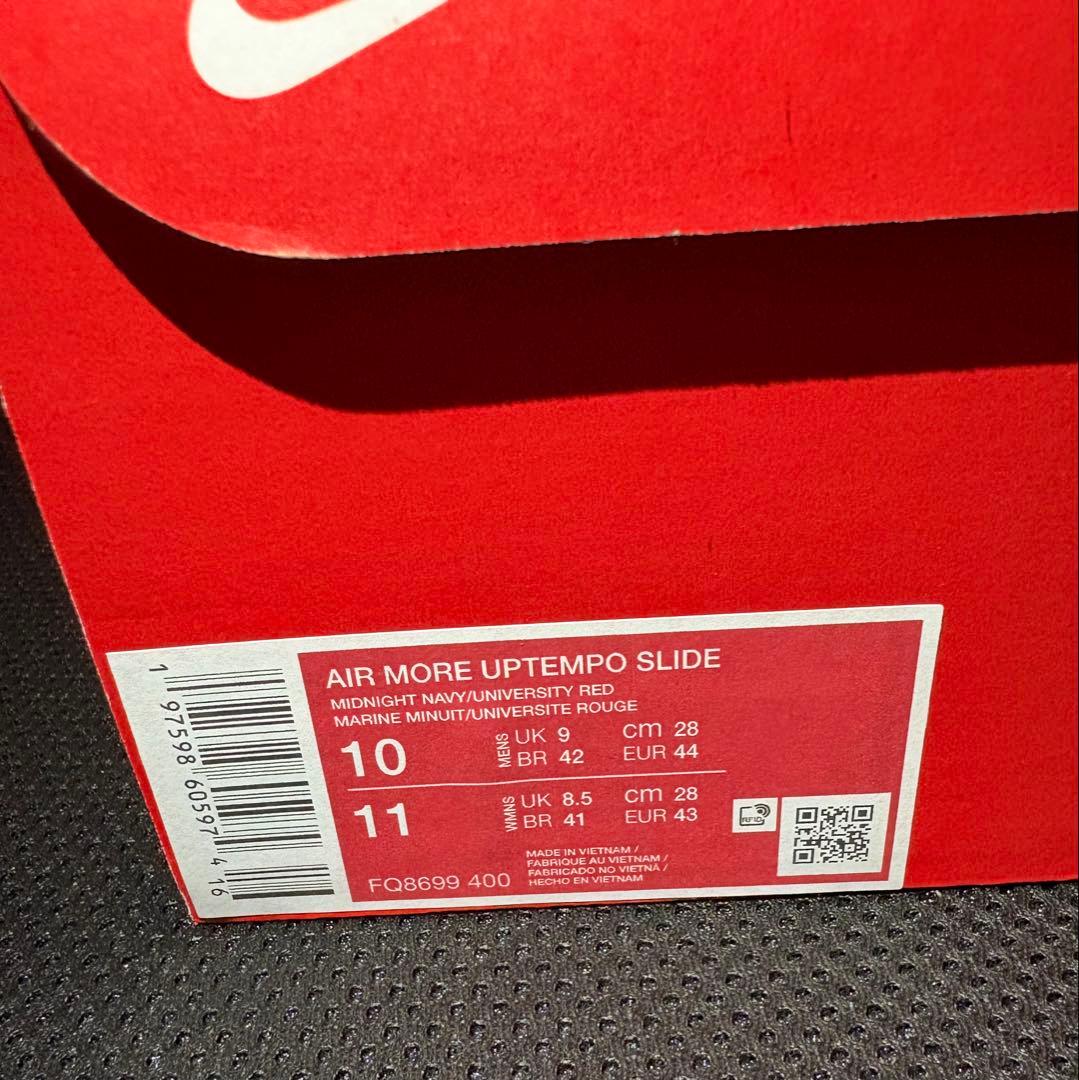 AIR MORE UPTEMPO SLIDE
MIDNIGHT NAVY/UNIVERSITY RED
MARINE MINUIT/UNIVERSITE ROUGE
10 MENS UK 9 cm 28
BR 42 EUR 44
11 WMNS UK 8.5 cm 28
BR 41 EUR 43
MADE IN VIETNAM /
FABRIQUE AU VIETNAM /
FABRICADO NO VIETNÃ /
HECHO EN VIETNAM
FQ8699 400
RFID
1 97598 60597 4 16